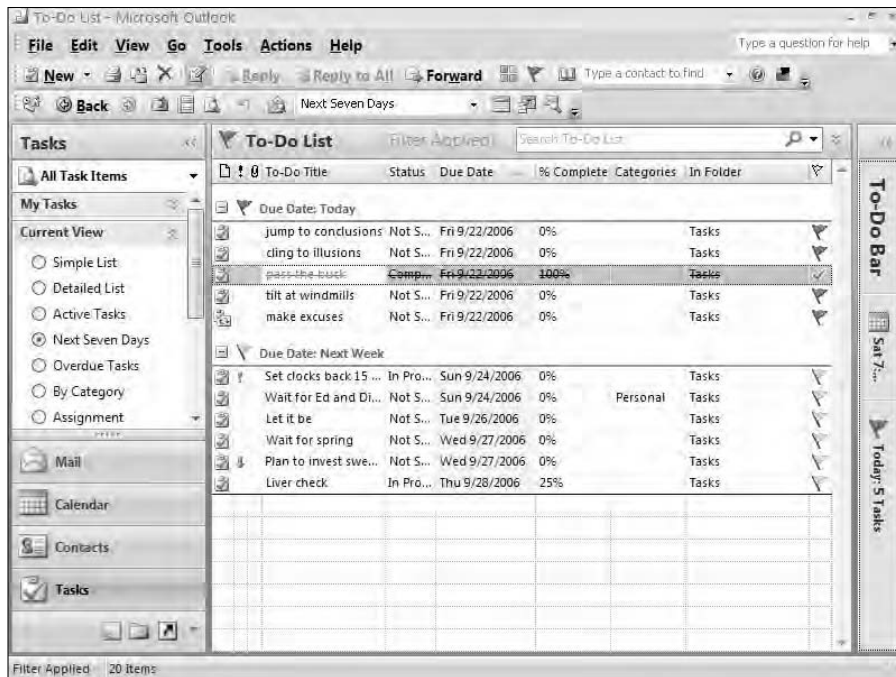 To-Do List - Microsoft Outlook
File Edit View Go Tools Actions Help
Type a question for help
New Reply Reply to All Forward Type a contact to find
Back Next Seven Days
Tasks
All Task Items
My Tasks
Current View
Simple List
Detailed List
Active Tasks
Next Seven Days
Overdue Tasks
By Category
Assignment
Mail
Calendar
Contacts
Tasks
To-Do List Filter Applied Search To-Do List
To-Do Title Status Due Date % Complete Categories In Folder
Due Date: Today
jump to conclusions Not S... Fri 9/22/2006 0% Tasks
cling to illusions Not S... Fri 9/22/2006 0% Tasks
pass the buck Comp... Fri 9/22/2006 100% Tasks
tilt at windmills Not S... Fri 9/22/2006 0% Tasks
make excuses Not S... Fri 9/22/2006 0% Tasks
Due Date: Next Week
Set clocks back 15 ... In Pro... Sun 9/24/2006 0% Tasks
Wait for Ed and Di... Not S... Sun 9/24/2006 0% Personal Tasks
Let it be Not S... Tue 9/26/2006 0% Tasks
Wait for spring Not S... Wed 9/27/2006 0% Tasks
Plan to invest swe... Not S... Wed 9/27/2006 0% Tasks
Liver check In Pro... Thu 9/28/2006 25% Tasks
To-Do Bar
Sat 7:...
Today: 5 Tasks
Filter Applied 20 Items